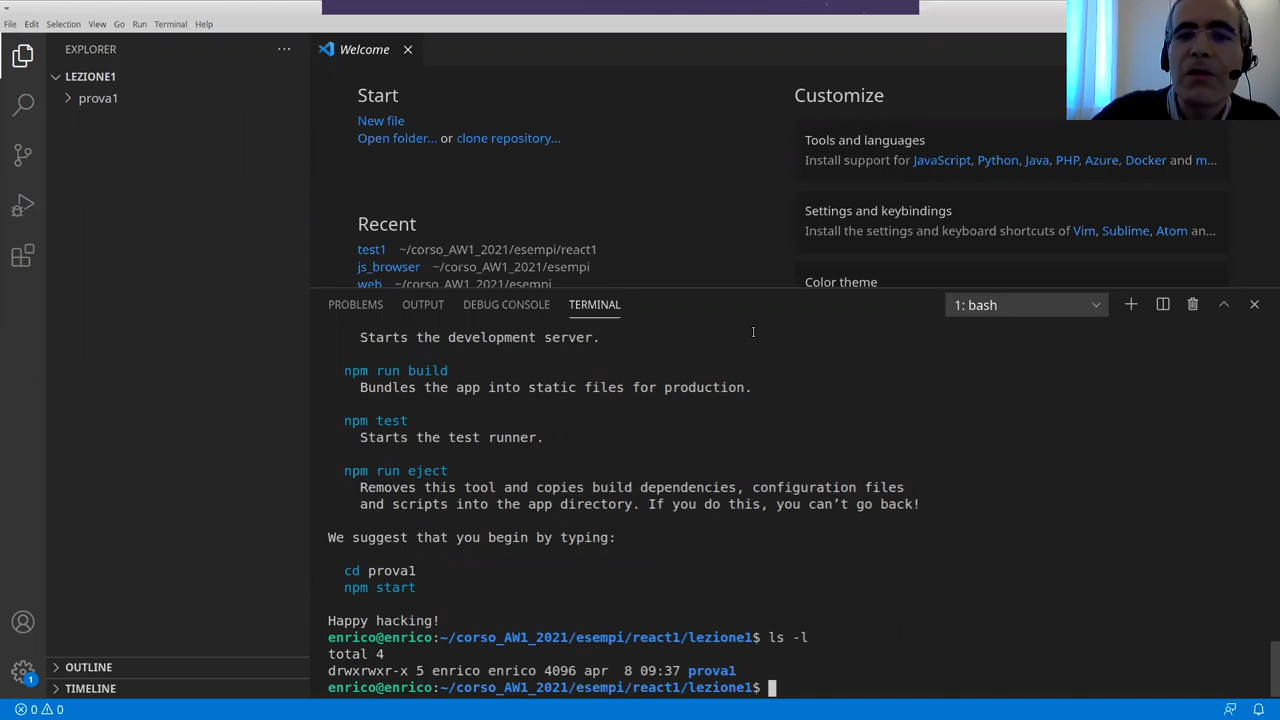 File Edit Selection View Go Run Terminal Help
EXPLORER
LEZIONE1
prova1
OUTLINE
TIMELINE
Welcome
Start
New file
Open folder... or clone repository...
Recent
test1 ~/corso_AW1_2021/esempi/react1
js_browser ~/corso_AW1_2021/esempi
web ~/corso_AW1_2021/esempi
Customize
Tools and languages
Install support for JavaScript, Python, Java, PHP, Azure, Docker and m...
Settings and keybindings
Install the settings and keyboard shortcuts of Vim, Sublime, Atom an...
Color theme
PROBLEMS OUTPUT DEBUG CONSOLE TERMINAL
1: bash
Starts the development server.
npm run build
Bundles the app into static files for production.
npm test
Starts the test runner.
npm run eject
Removes this tool and copies build dependencies, configuration files
and scripts into the app directory. If you do this, you can’t go back!
We suggest that you begin by typing:
cd prova1
npm start
Happy hacking!
enrico@enrico:~/corso_AW1_2021/esempi/react1/lezione1$ ls -l
total 4
drwxrwxr-x 5 enrico enrico 4096 apr  8 09:37 prova1
enrico@enrico:~/corso_AW1_2021/esempi/react1/lezione1$
1
0 0